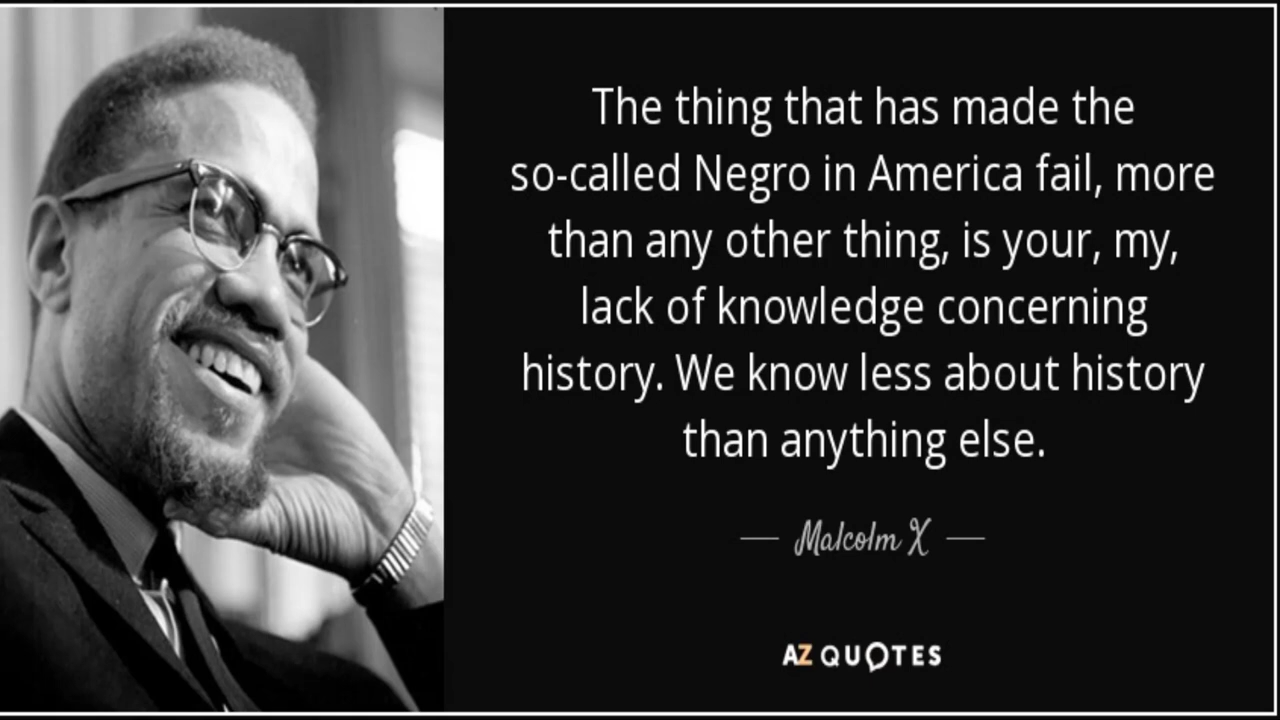 The thing that has made the
so-called Negro in America fail, more
than any other thing, is your, my,
lack of knowledge concerning
history. We know less about history
than anything else.
Malcolm X
AZ QUOTES